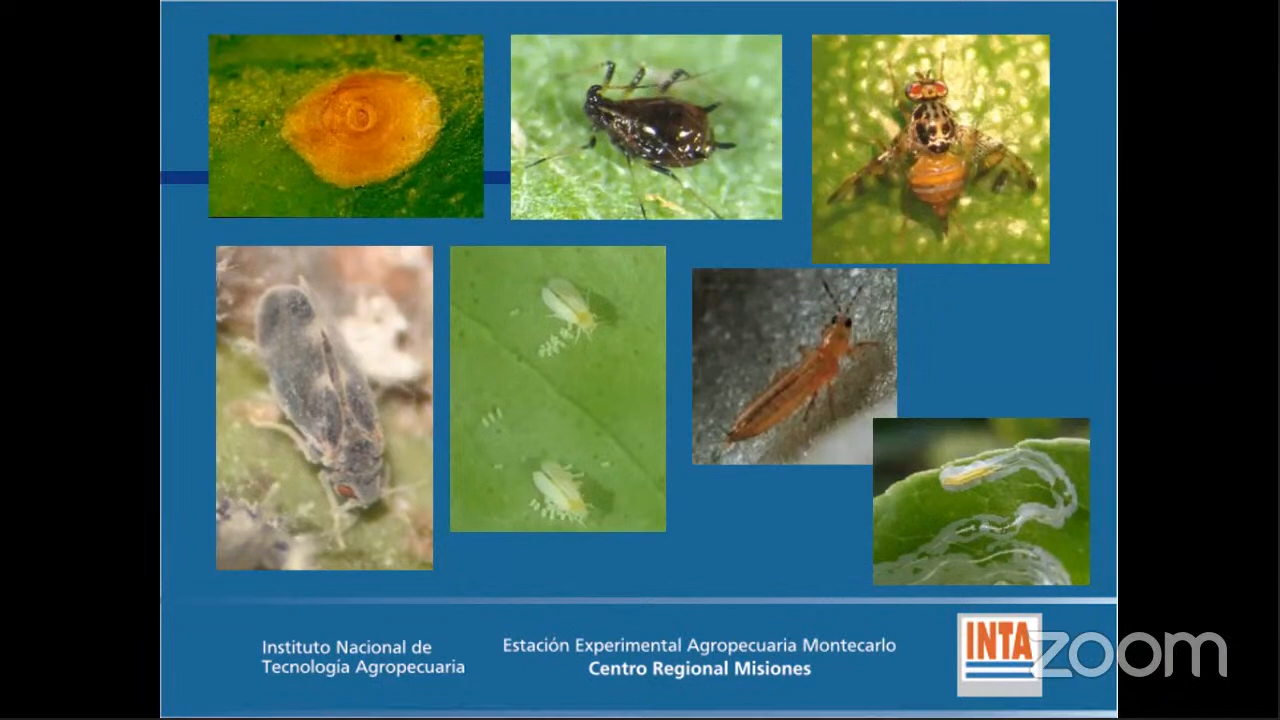 Instituto Nacional de
Tecnología Agropecuaria
Estación Experimental Agropecuaria Montecarlo
Centro Regional Misiones
INTA
zoom